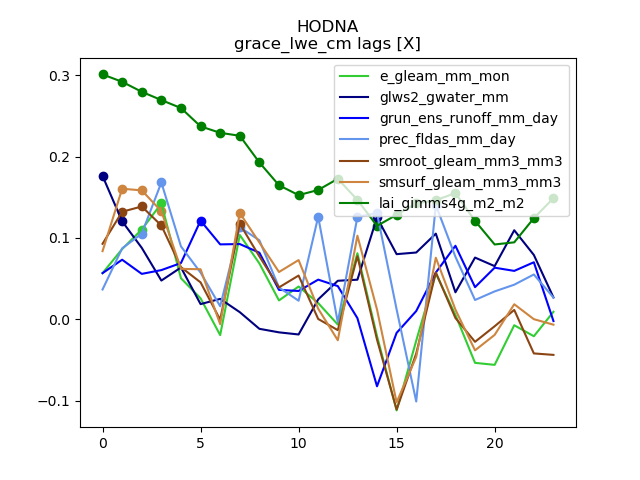 HODNA
grace_lwe_cm lags [X]
0.3
0.2
0.1
0.0
−0.1
0
5
10
15
20
e_gleam_mm_mon
glws2_gwater_mm
grun_ens_runoff_mm_day
prec_fldas_mm_day
smroot_gleam_mm3_mm3
smsurf_gleam_mm3_mm3
lai_gimms4g_m2_m2